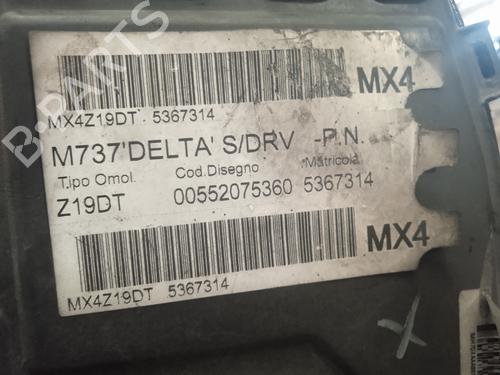 B-PARTS
MX4
MX4Z19DT 5367314
M737'DELTA' S/DRV -P.N.
Tipo Omol. Cod.Disegno Matricola
Z19DT 00552075360 5367314
MX4
MX4Z19DT 5367314